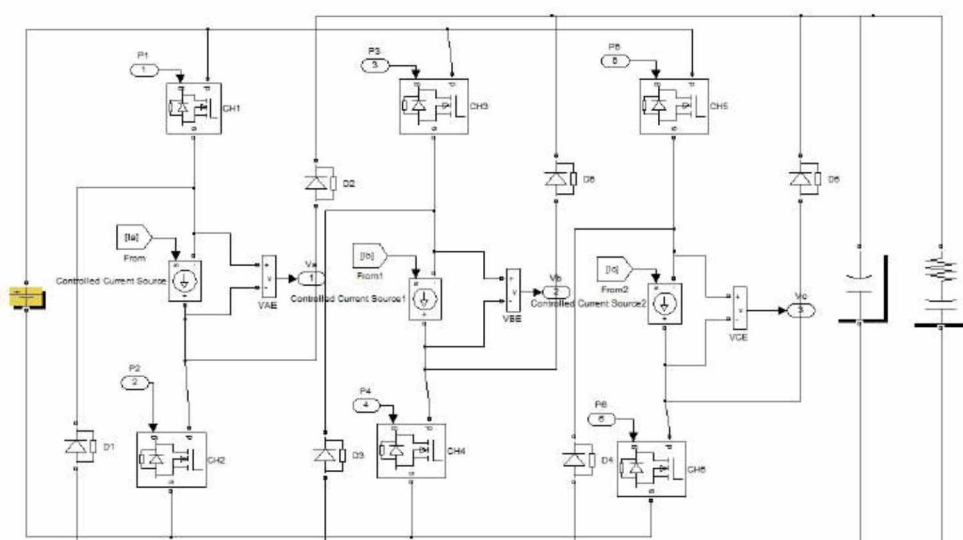 P1
1
CH1
P3
3
CH3
P5
5
CH5
D2
D5
D6
[Ia]
From
Controlled Current Source
VAE
Va
1
[Ib]
From1
Controlled Current Source1
VBE
Vb
2
[Ic]
From2
Controlled Current Source2
VCE
Vc
3
P2
2
CH2
D1
P4
4
CH4
D3
P6
6
CH6
D4